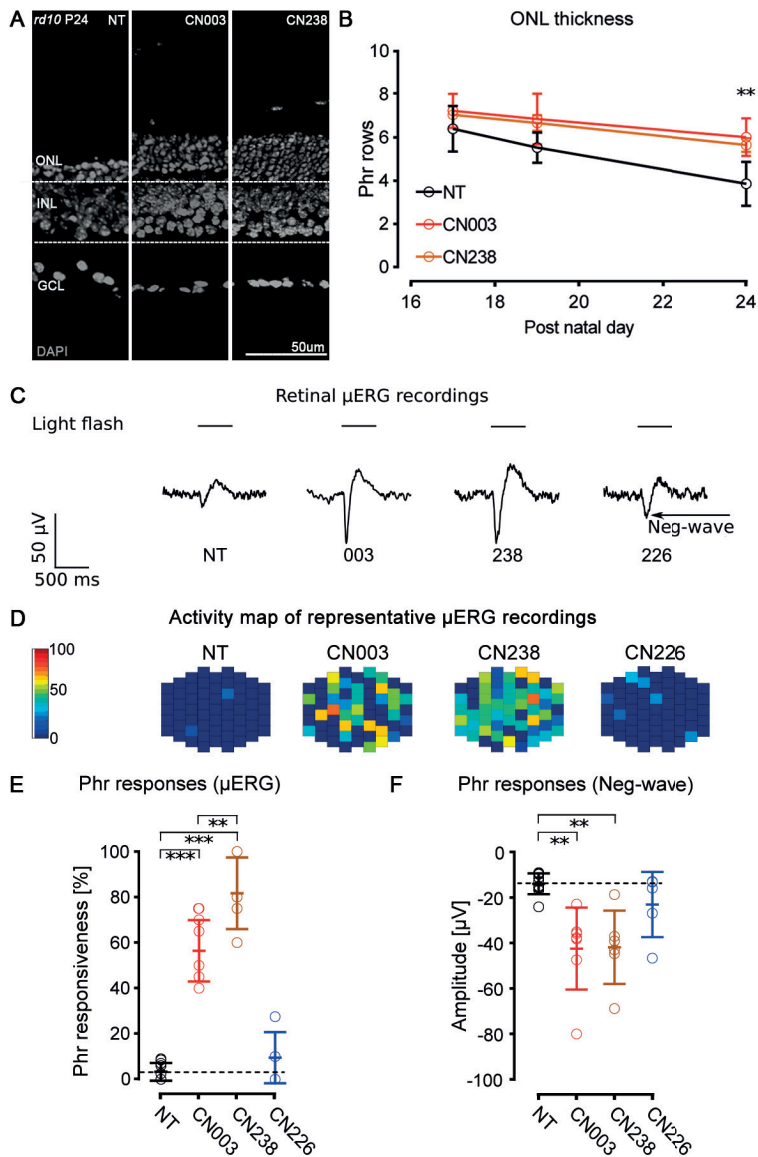 A
rd10 P24 NT CN003 CN238
ONL
INL
GCL
DAPI
50um
B
ONL thickness
10
8
6
4
2
0
Phr rows
**
NT
CN003
CN238
16 18 20 22 24
Post natal day
C
Retinal µERG recordings
Light flash
50 µV
500 ms
NT 003 238 226
Neg-wave
D
Activity map of representative µERG recordings
NT CN003 CN238 CN226
100
50
0
E
Phr responses (µERG)
**
***
***
100
80
60
40
20
0
Phr responsiveness [%]
NT CN003 CN238 CN226
F
Phr responses (Neg-wave)
**
**
0
-20
-40
-60
-80
-100
Amplitude [µV]
NT CN003 CN238 CN226